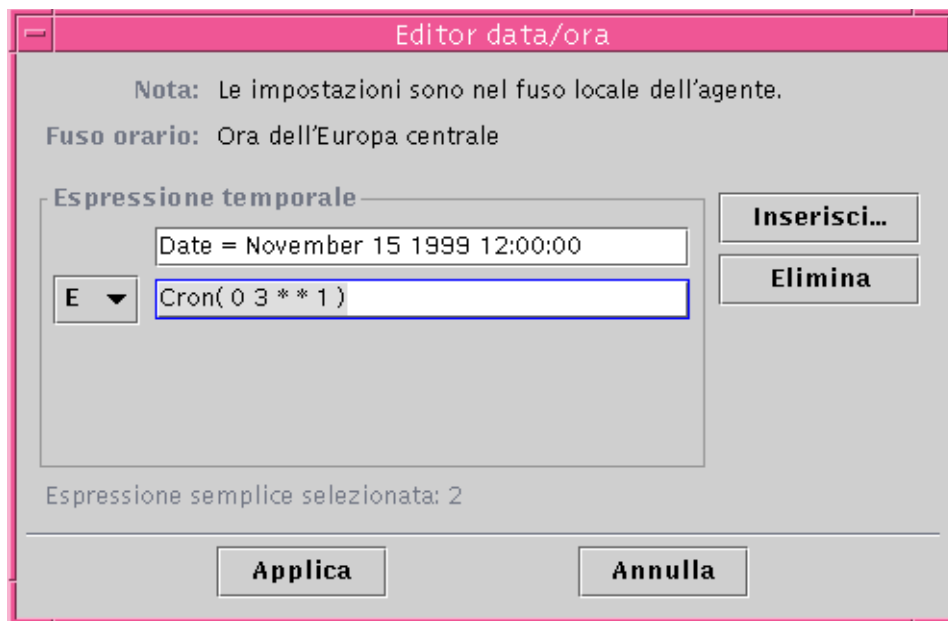 Editor data/ora
Nota: Le impostazioni sono nel fuso locale dell'agente.
Fuso orario: Ora dell'Europa centrale
Espressione temporale
Inserisci...
Date = November 15 1999 12:00:00
Elimina
E Cron( 0 3 * * 1 )
Espressione semplice selezionata: 2
Applica Annulla